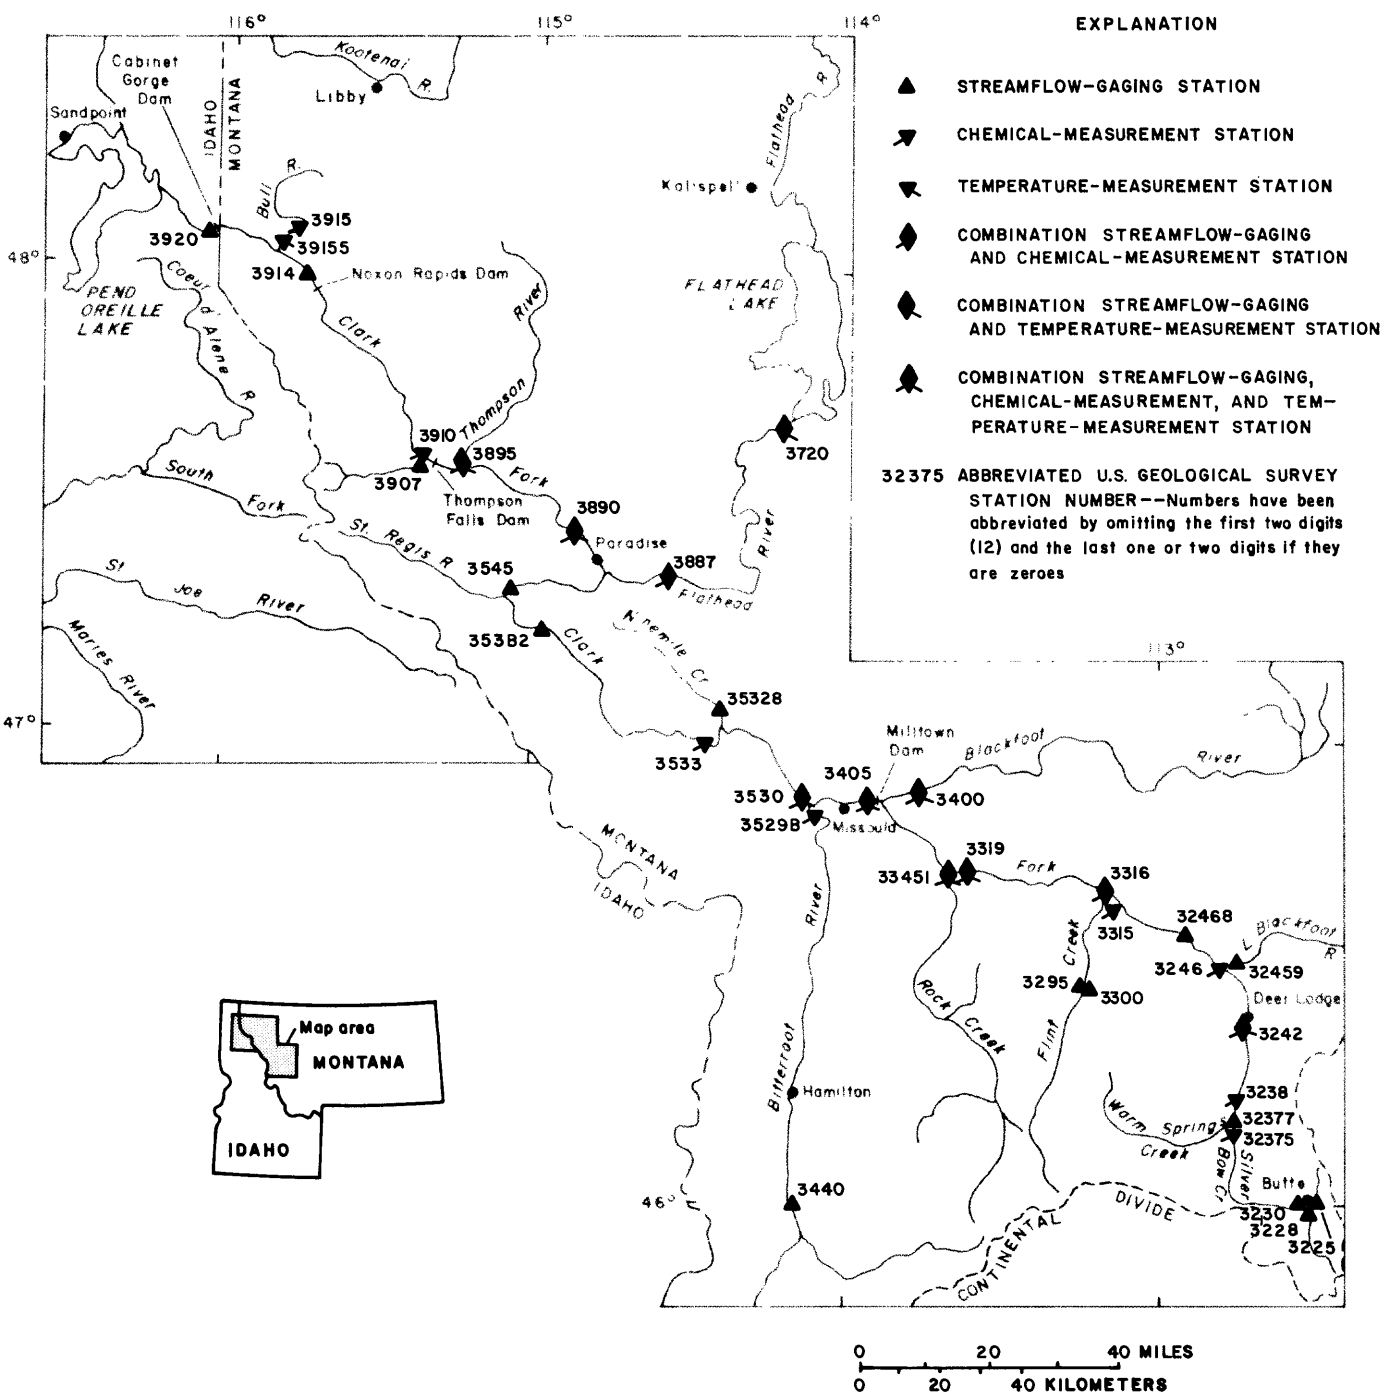 116°
115°
114°
EXPLANATION
STREAMFLOW-GAGING STATION
CHEMICAL-MEASUREMENT STATION
TEMPERATURE-MEASUREMENT STATION
COMBINATION STREAMFLOW-GAGING
AND CHEMICAL-MEASUREMENT STATION
COMBINATION STREAMFLOW-GAGING
AND TEMPERATURE-MEASUREMENT STATION
COMBINATION STREAMFLOW-GAGING,
CHEMICAL-MEASUREMENT, AND TEM-
PERATURE-MEASUREMENT STATION
32375 ABBREVIATED U.S. GEOLOGICAL SURVEY
STATION NUMBER--Numbers have been
abbreviated by omitting the first two digits
(12) and the last one or two digits if they
are zeroes
Cabinet
Gorge
Dam
Sandpoint
IDAHO
MONTANA
Kootenai R.
Libby
Flathead R
Kalispell
Bull R.
3915
39155
3920
3914
Noxon Rapids Dam
48°
PEND
OREILLE
LAKE
Coeur d'Alene R
Clark
River
FLATHEAD
LAKE
Thompson
3910
3895
3907
Fork
Thompson
Falls Dam
3720
South
Fork
St. Regis R
3890
Paradise
3887
River
Flathead
3545
St Joe River
35382
Clark
Ninemile Cr
Maries River
47°
35328
3533
113°
Milltown
Dam
Blackfoot
River
3405
3530
3400
3529B
Missoula
MONTANA
IDAHO
3319
33451
Fork
3316
3315
32468
L Blackfoot
R
3246
32459
River
Creek
3295
3300
Deer Lodge
Rock
Creek
3242
Flint
Bitterroot
Hamilton
3238
32377
32375
Warm Springs
Creek
Silver
Bow Cr
Butte
46°
3440
DIVIDE
CONTINENTAL
3230
3228
3225
Map area
MONTANA
IDAHO
0 20 40 MILES
0 20 40 KILOMETERS